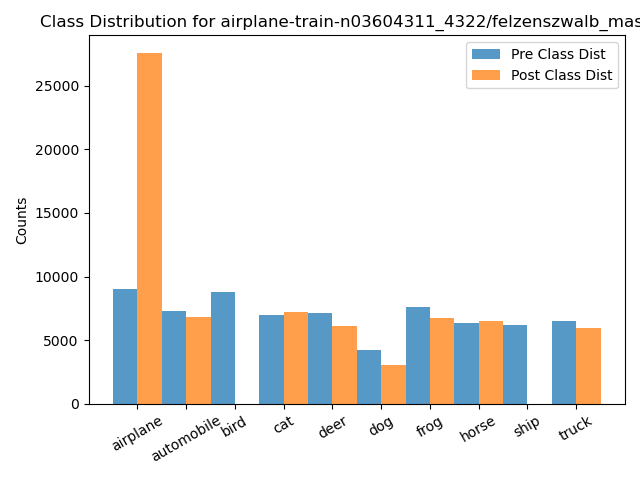 Class Distribution for airplane-train-n03604311_4322/felzenszwalb_mas
Pre Class Dist
Post Class Dist
Counts
25000
20000
15000
10000
5000
0
airplane
automobile
bird
cat
deer
dog
frog
horse
ship
truck